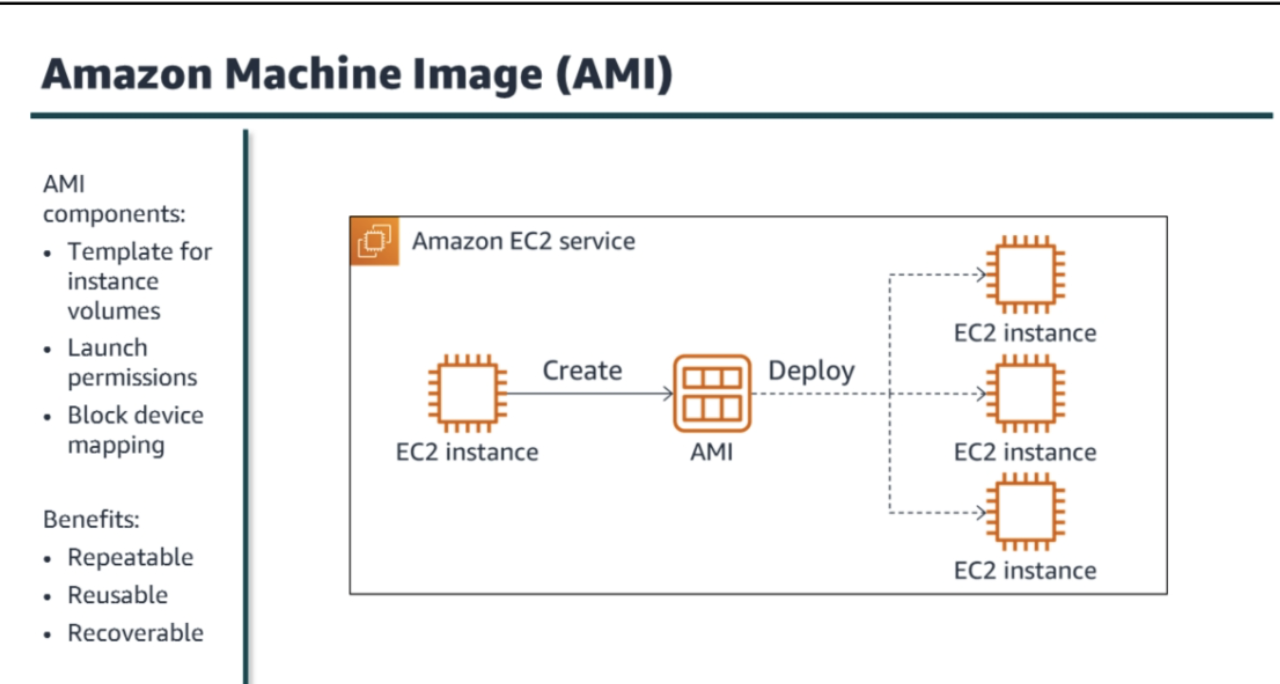 Amazon Machine Image (AMI)
AMI
components:
• Template for
instance
volumes
• Launch
permissions
• Block device
mapping
Benefits:
• Repeatable
• Reusable
• Recoverable
Amazon EC2 service
EC2 instance
Create
AMI
Deploy
EC2 instance
EC2 instance
EC2 instance